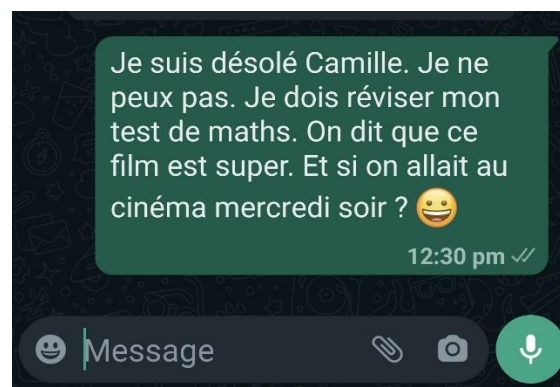 Je suis désolé Camille. Je ne
peux pas. Je dois réviser mon
test de maths. On dit que ce
film est super. Et si on allait au
cinéma mercredi soir ? 😀
12:30 pm
Message